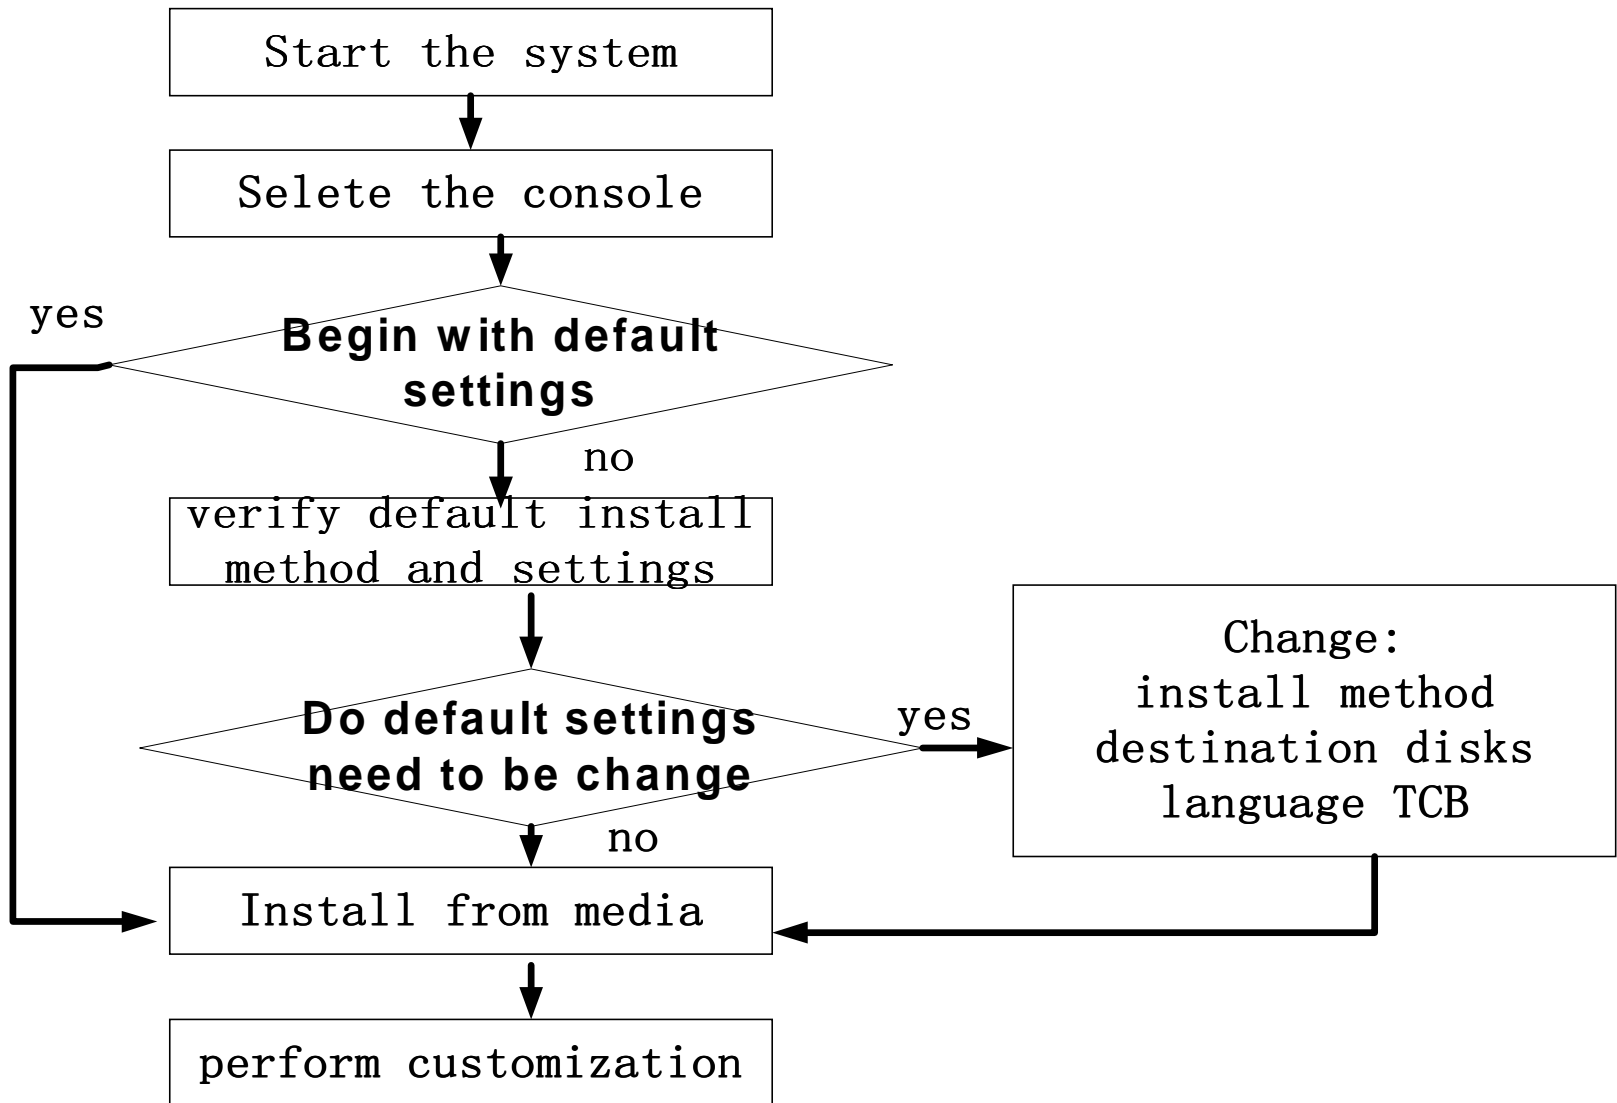 Start the system
Selete the console
yes
Begin with default
settings
no
verify default install
method and settings
Do default settings
need to be change
yes
Change:
install method
destination disks
language TCB
no
Install from media
perform customization